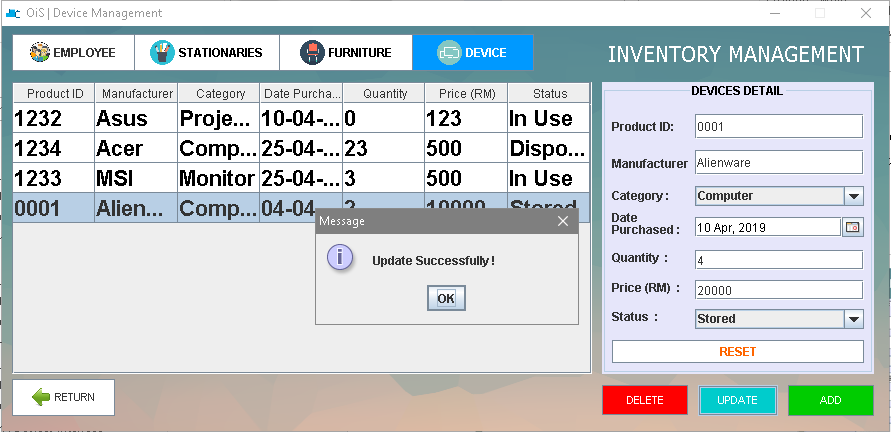 OiS | Device Management
EMPLOYEE STATIONARIES FURNITURE DEVICE
INVENTORY MANAGEMENT
Product ID Manufacturer Category Date Purcha... Quantity Price (RM) Status
1232 Asus Proje... 10-04-... 0 123 In Use
1234 Acer Comp... 25-04-... 23 500 Dispo...
1233 MSI Monitor 25-04-... 3 500 In Use
0001 Alien... Comp... 04-04 2 10000 Stored
Message
Update Successfully!
OK
DEVICES DETAIL
Product ID: 0001
Manufacturer Alienware
Category : Computer
Date
Purchased : 10 Apr, 2019
Quantity : 4
Price (RM) : 20000
Status : Stored
RESET
RETURN
DELETE UPDATE ADD